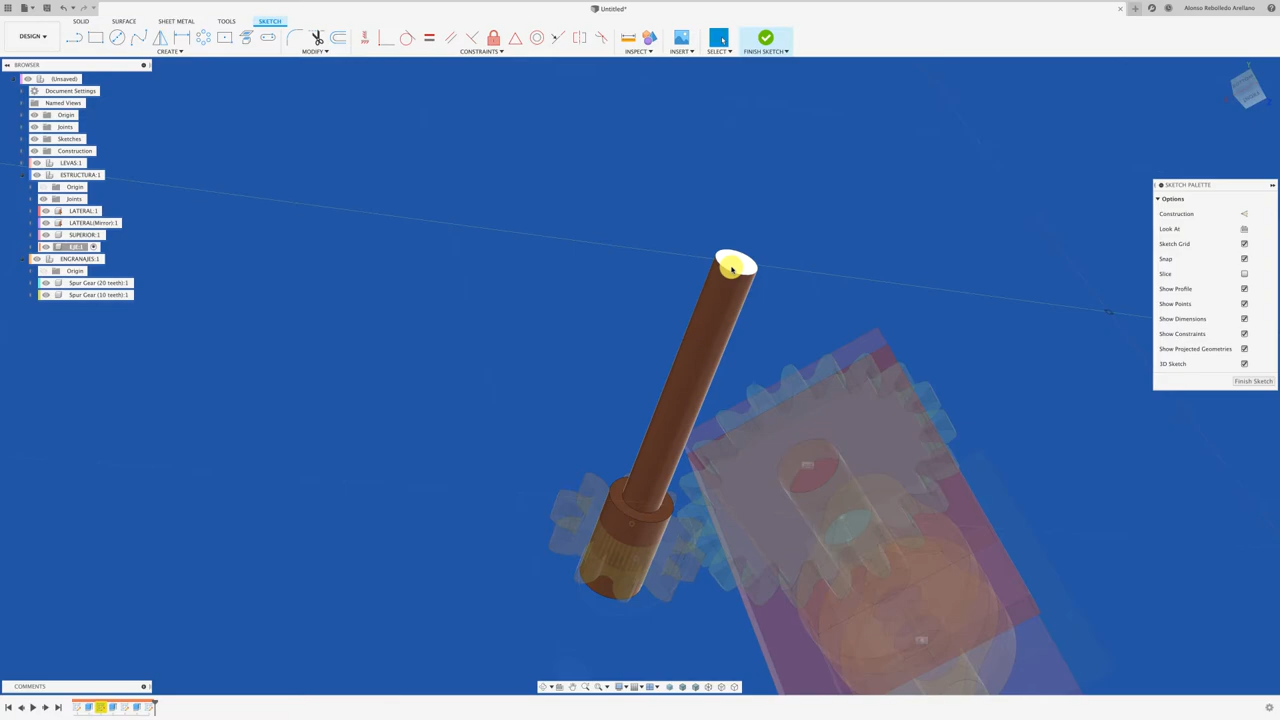 Untitled*
Alonso Rebolledo Arellano
DESIGN ▾
SOLID SURFACE SHEET METAL TOOLS SKETCH
CREATE ▾ MODIFY ▾ CONSTRAINTS ▾ INSPECT ▾ INSERT ▾ SELECT ▾ FINISH SKETCH ▾
BROWSER
(Unsaved)
Document Settings
Named Views
Origin
Joints
Sketches
Construction
LEVAS:1
ESTRUCTURA:1
Origin
Joints
LATERAL:1
LATERAL(Mirror):1
SUPERIOR:1
ENGRANAJES:1
Origin
Spur Gear (20 teeth):1
Spur Gear (10 teeth):1
SKETCH PALETTE
Options
Construction
Look At
Sketch Grid
Snap
Slice
Show Profile
Show Points
Show Dimensions
Show Constraints
Show Projected Geometries
3D Sketch
Finish Sketch
COMMENTS